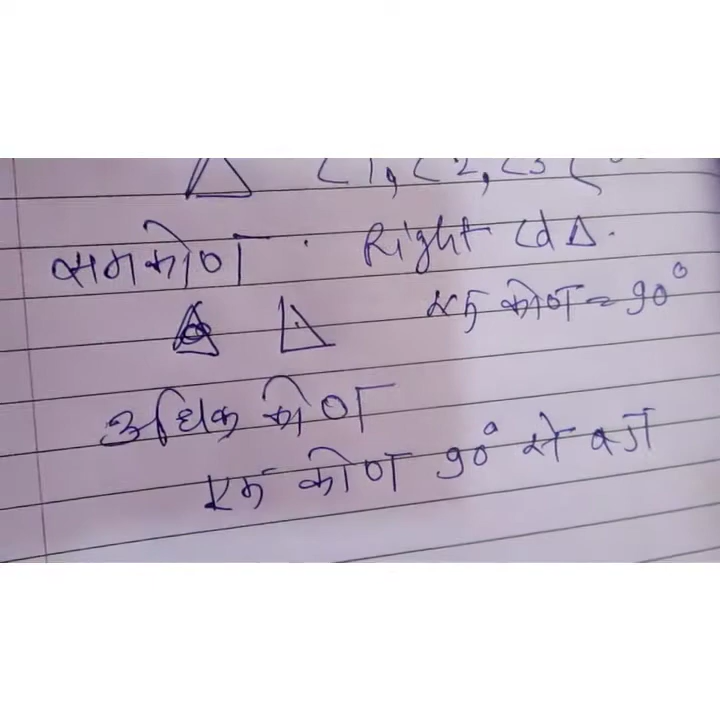 ∠1, ∠2, ∠3 <
समकोण . Right ∠d Δ.
एक कोण = 90°
अधिक कोण
एक कोण 90° से बड़ा